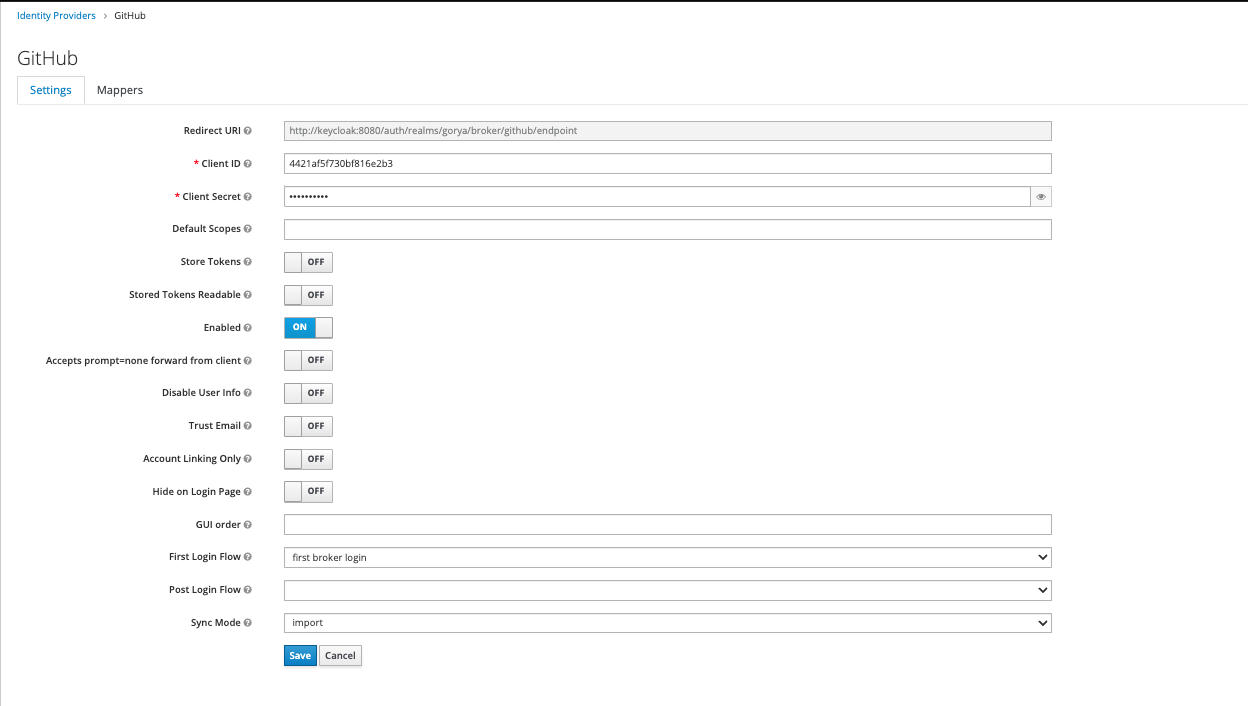 Identity Providers > GitHub
GitHub
Settings Mappers
Redirect URI http://keycloak:8080/auth/realms/gorya/broker/github/endpoint
* Client ID 4421af5f730bf816e2b3
* Client Secret ••••••••••
Default Scopes
Store Tokens OFF
Stored Tokens Readable OFF
Enabled ON
Accepts prompt=none forward from client OFF
Disable User Info OFF
Trust Email OFF
Account Linking Only OFF
Hide on Login Page OFF
GUI order
First Login Flow first broker login
Post Login Flow
Sync Mode import
Save Cancel